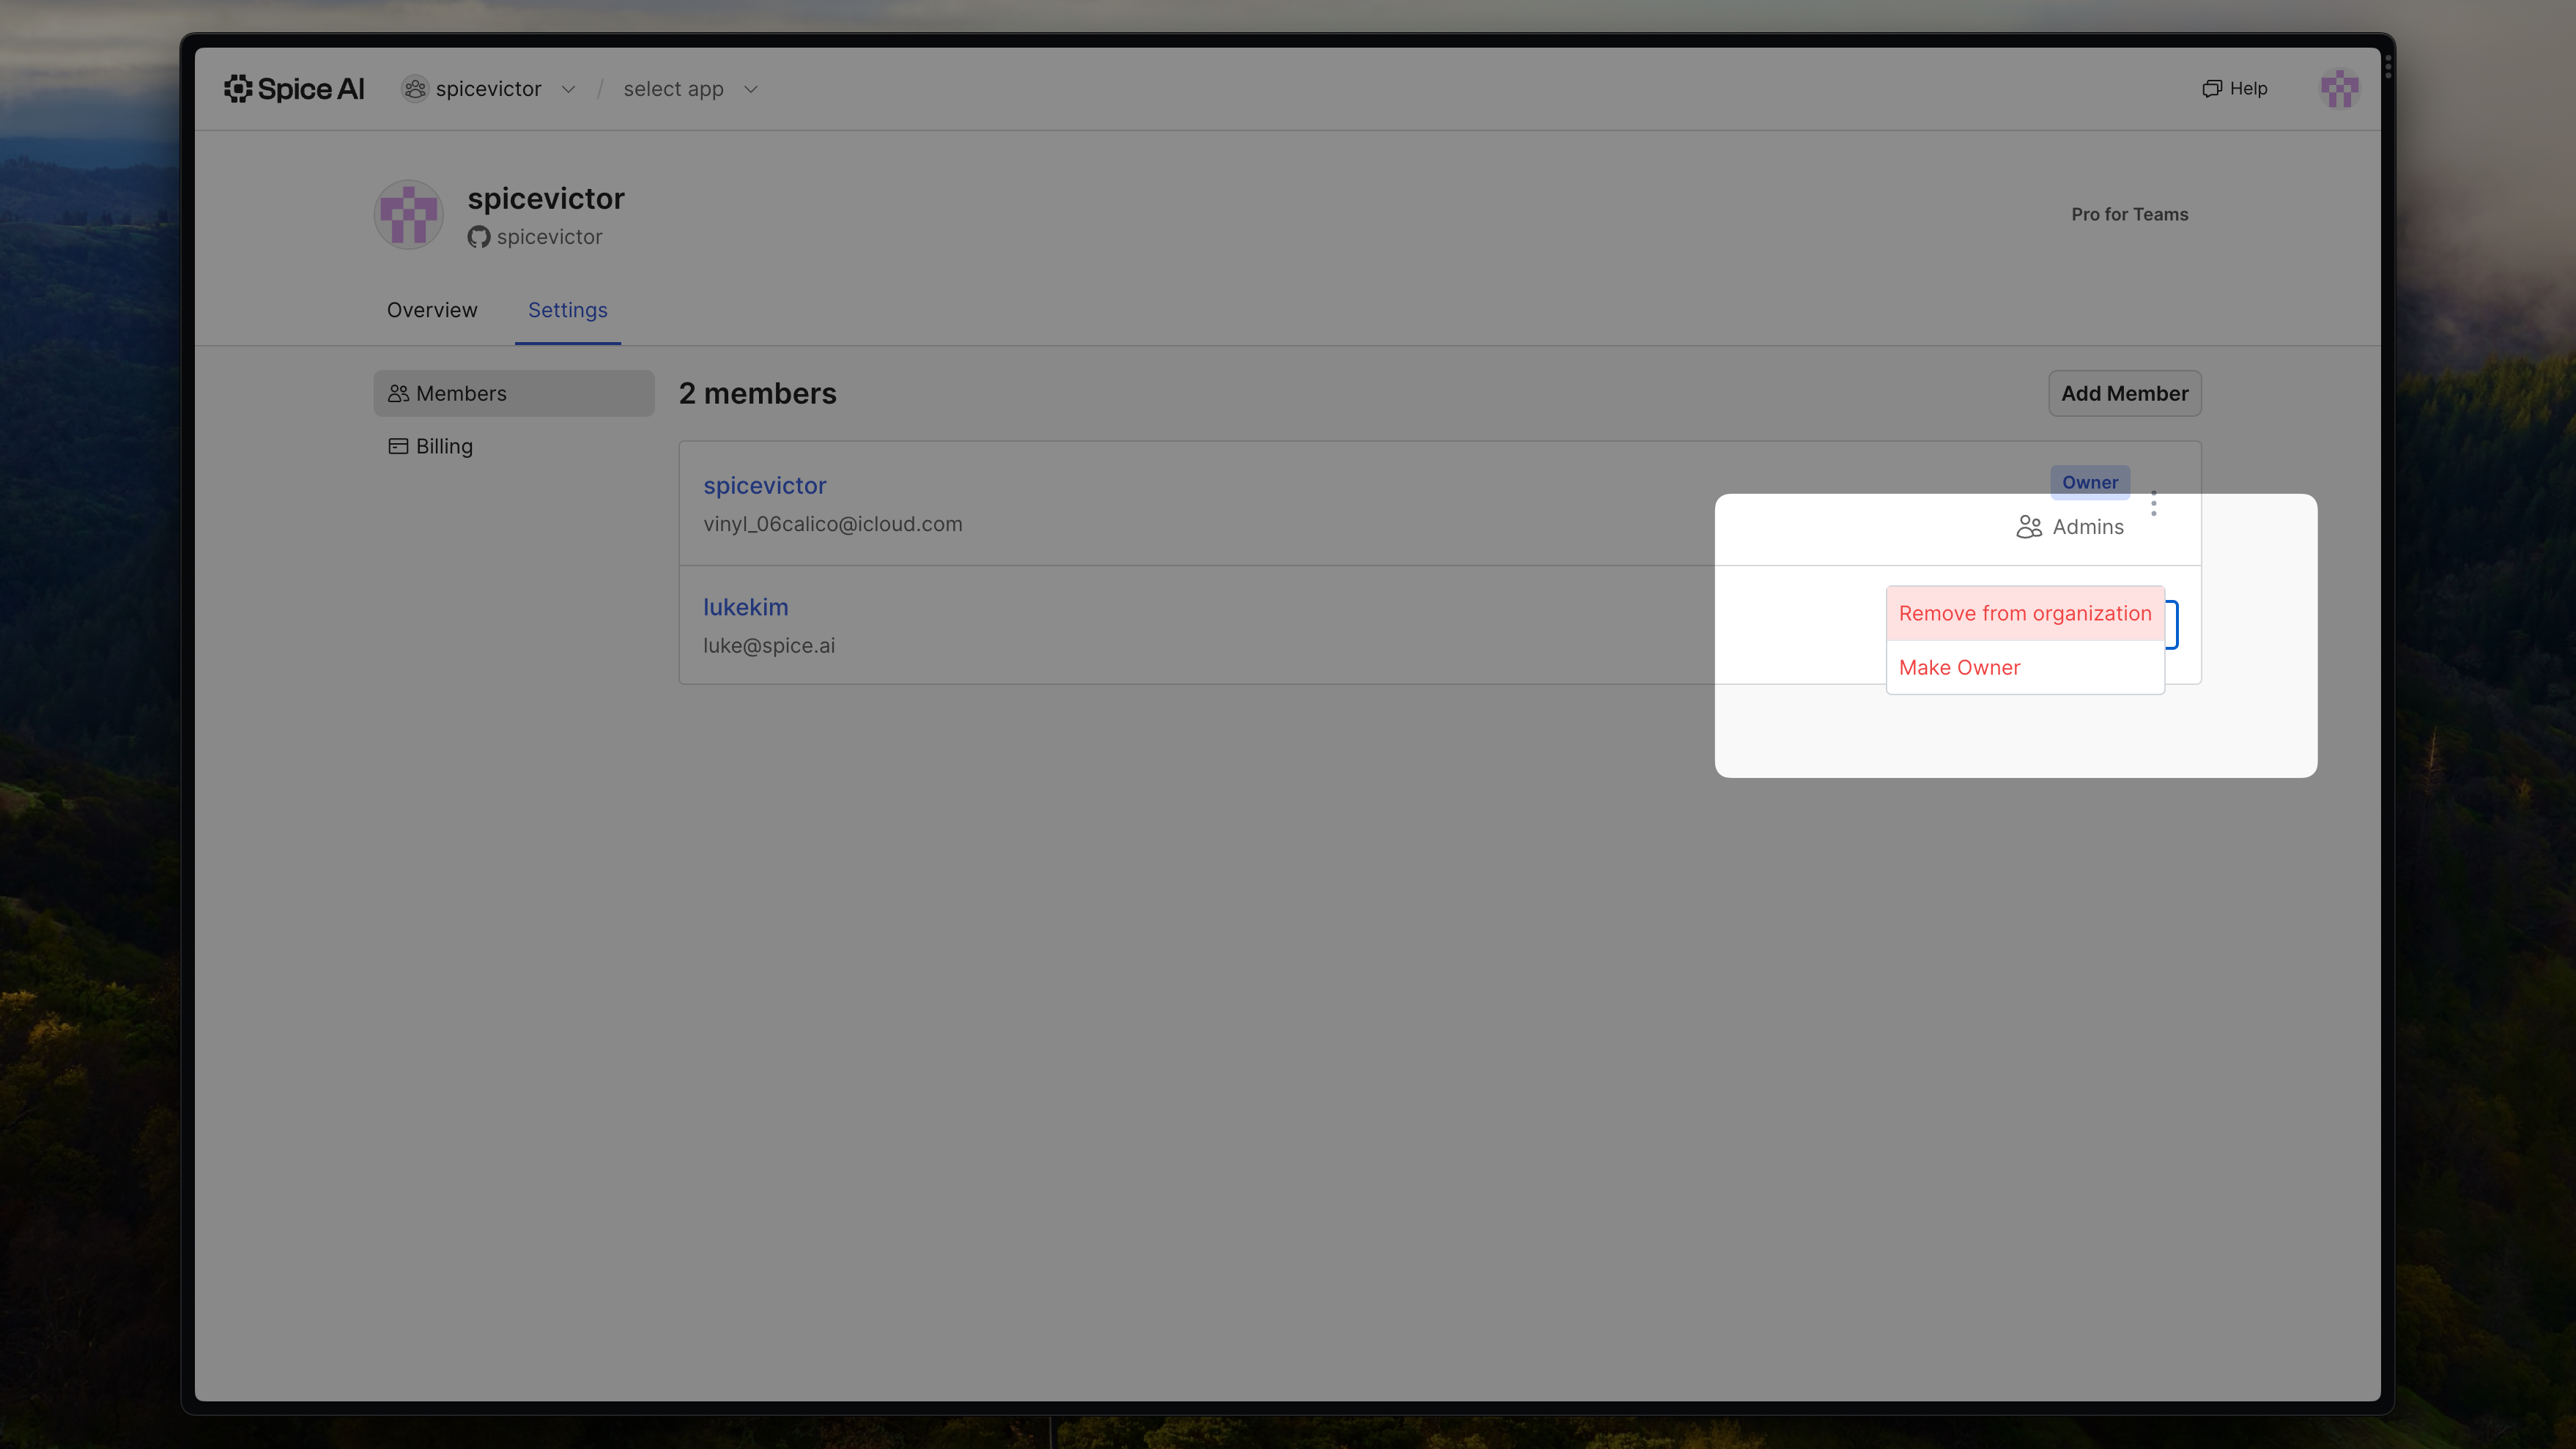 Spice AI
spicevictor / select app
Help
spicevictor
spicevictor
Pro for Teams
Overview
Settings
Members
Billing
2 members
Add Member
spicevictor
vinyl_06calico@icloud.com
Owner
Admins
lukekim
luke@spice.ai
Remove from organization
Make Owner